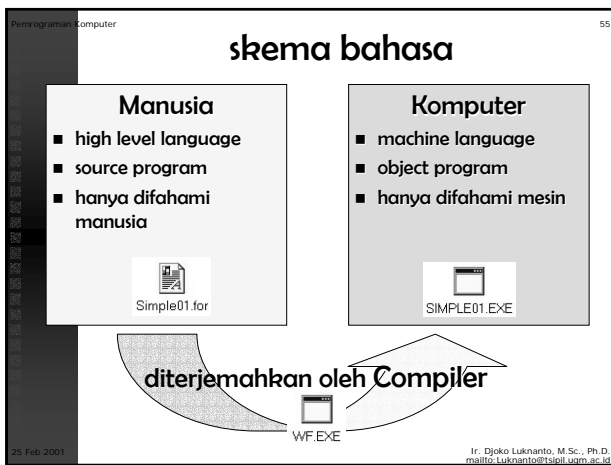 Pemrograman Komputer 55
skema bahasa
Manusia
high level language
source program
hanya difahami
manusia
Simple01.for
Komputer
machine language
object program
hanya difahami mesin
SIMPLE01.EXE
diterjemahkan oleh Compiler
WF.EXE
25 Feb 2001
Ir. Djoko Luknanto, M.Sc., Ph.D.
mailto:Luknanto@tsipil.ugm.ac.id